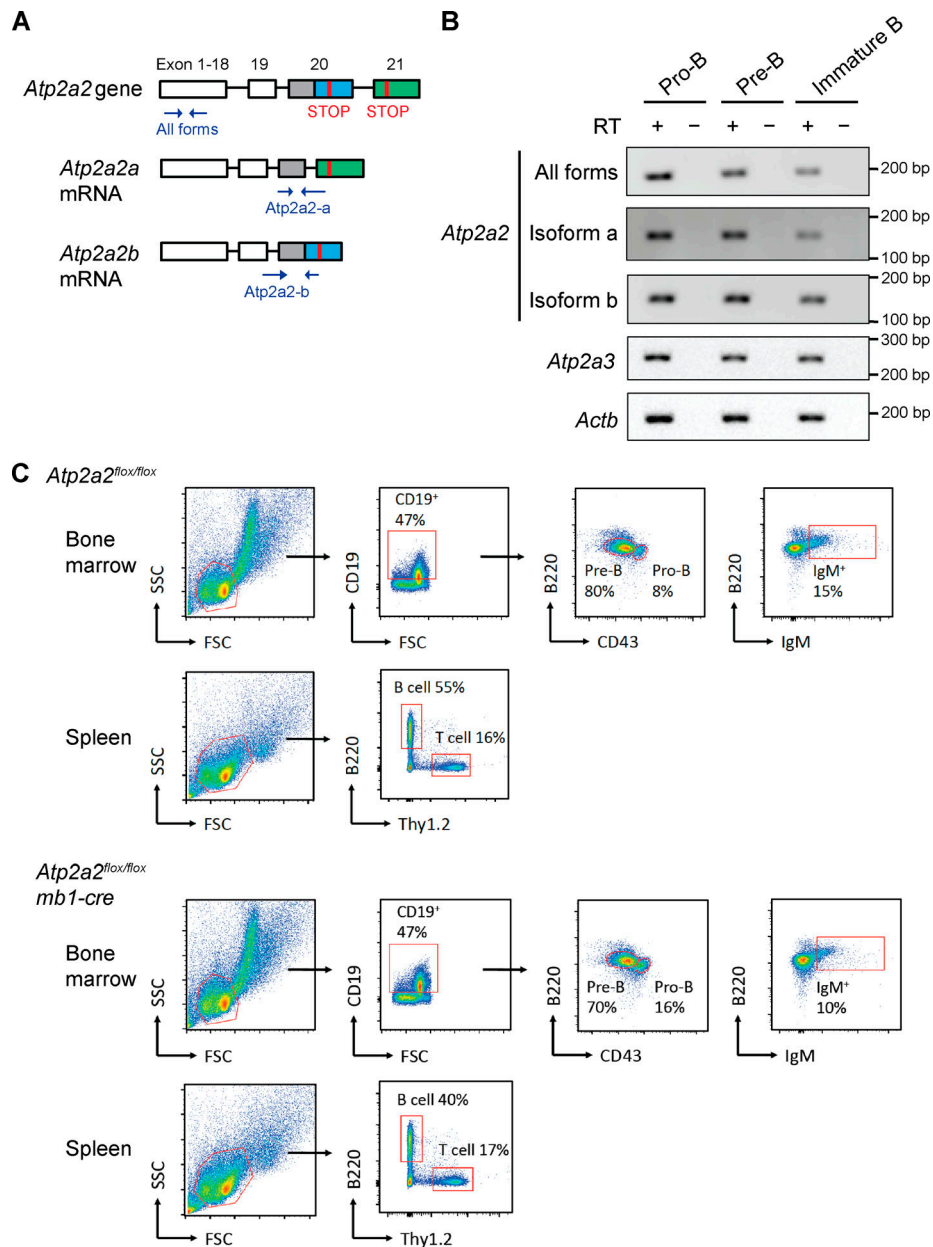 A
Exon 1-18 19 20 21
Atp2a2 gene
STOP STOP
All forms
Atp2a2a
mRNA
Atp2a2-a
Atp2a2b
mRNA
Atp2a2-b
B
Pro-B Pre-B Immature B
RT + − + − + −
Atp2a2
All forms 200 bp
Isoform a 200 bp
100 bp
Isoform b 200 bp
100 bp
Atp2a3 300 bp
200 bp
Actb 200 bp
C
Atp2a2flox/flox
Bone
marrow
SSC
FSC
CD19+
47%
CD19
FSC
Pre-B
80%
Pro-B
8%
B220
CD43
IgM+
15%
B220
IgM
Spleen
SSC
FSC
B cell 55%
T cell 16%
B220
Thy1.2
Atp2a2flox/flox
mb1-cre
Bone
marrow
SSC
FSC
CD19+
47%
CD19
FSC
Pre-B
70%
Pro-B
16%
B220
CD43
IgM+
10%
B220
IgM
Spleen
SSC
FSC
B cell 40%
T cell 17%
B220
Thy1.2